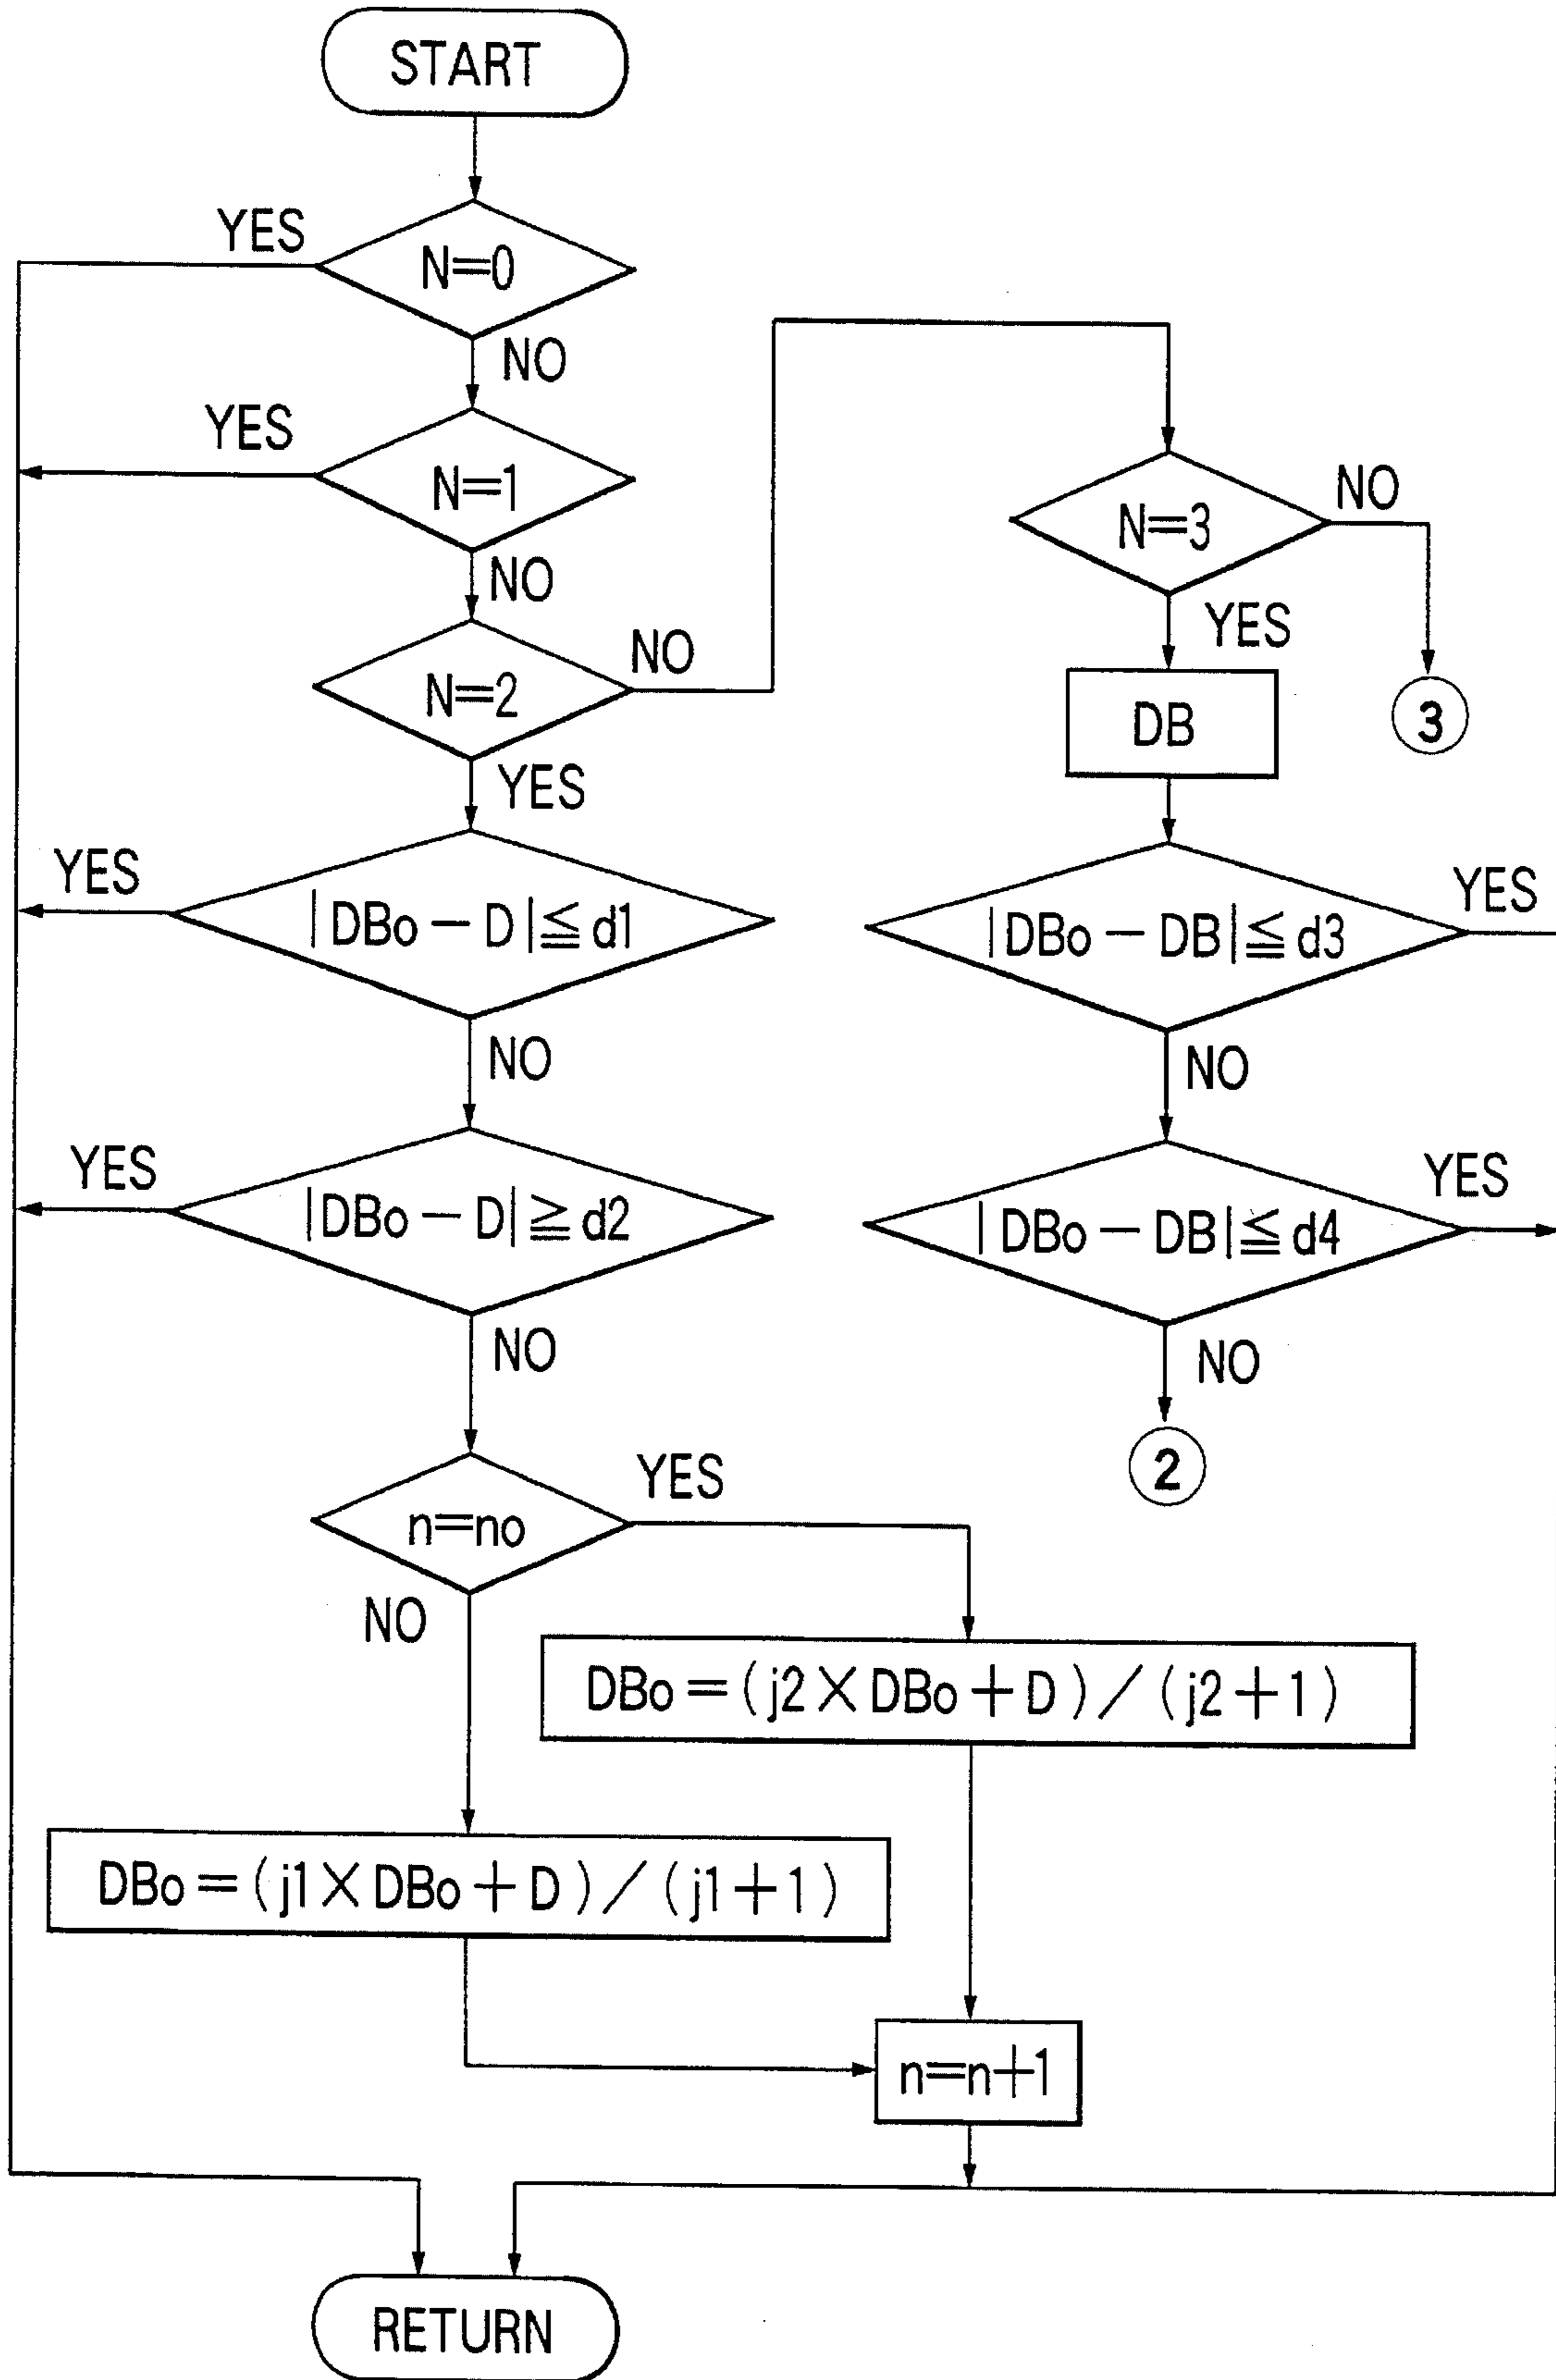 START
YES
N=0
NO
YES
N=1
NO
N=2
NO
YES
N=3
NO
YES
DB
3
YES
|DBo－D|≦d1
NO
|DBo－DB|≦d3
YES
NO
YES
|DBo－D|≧d2
NO
|DBo－DB|≦d4
YES
NO
2
n=no
YES
NO
DBo=(j2×DBo+D)/(j2+1)
DBo=(j1×DBo+D)/(j1+1)
n=n+1
RETURN